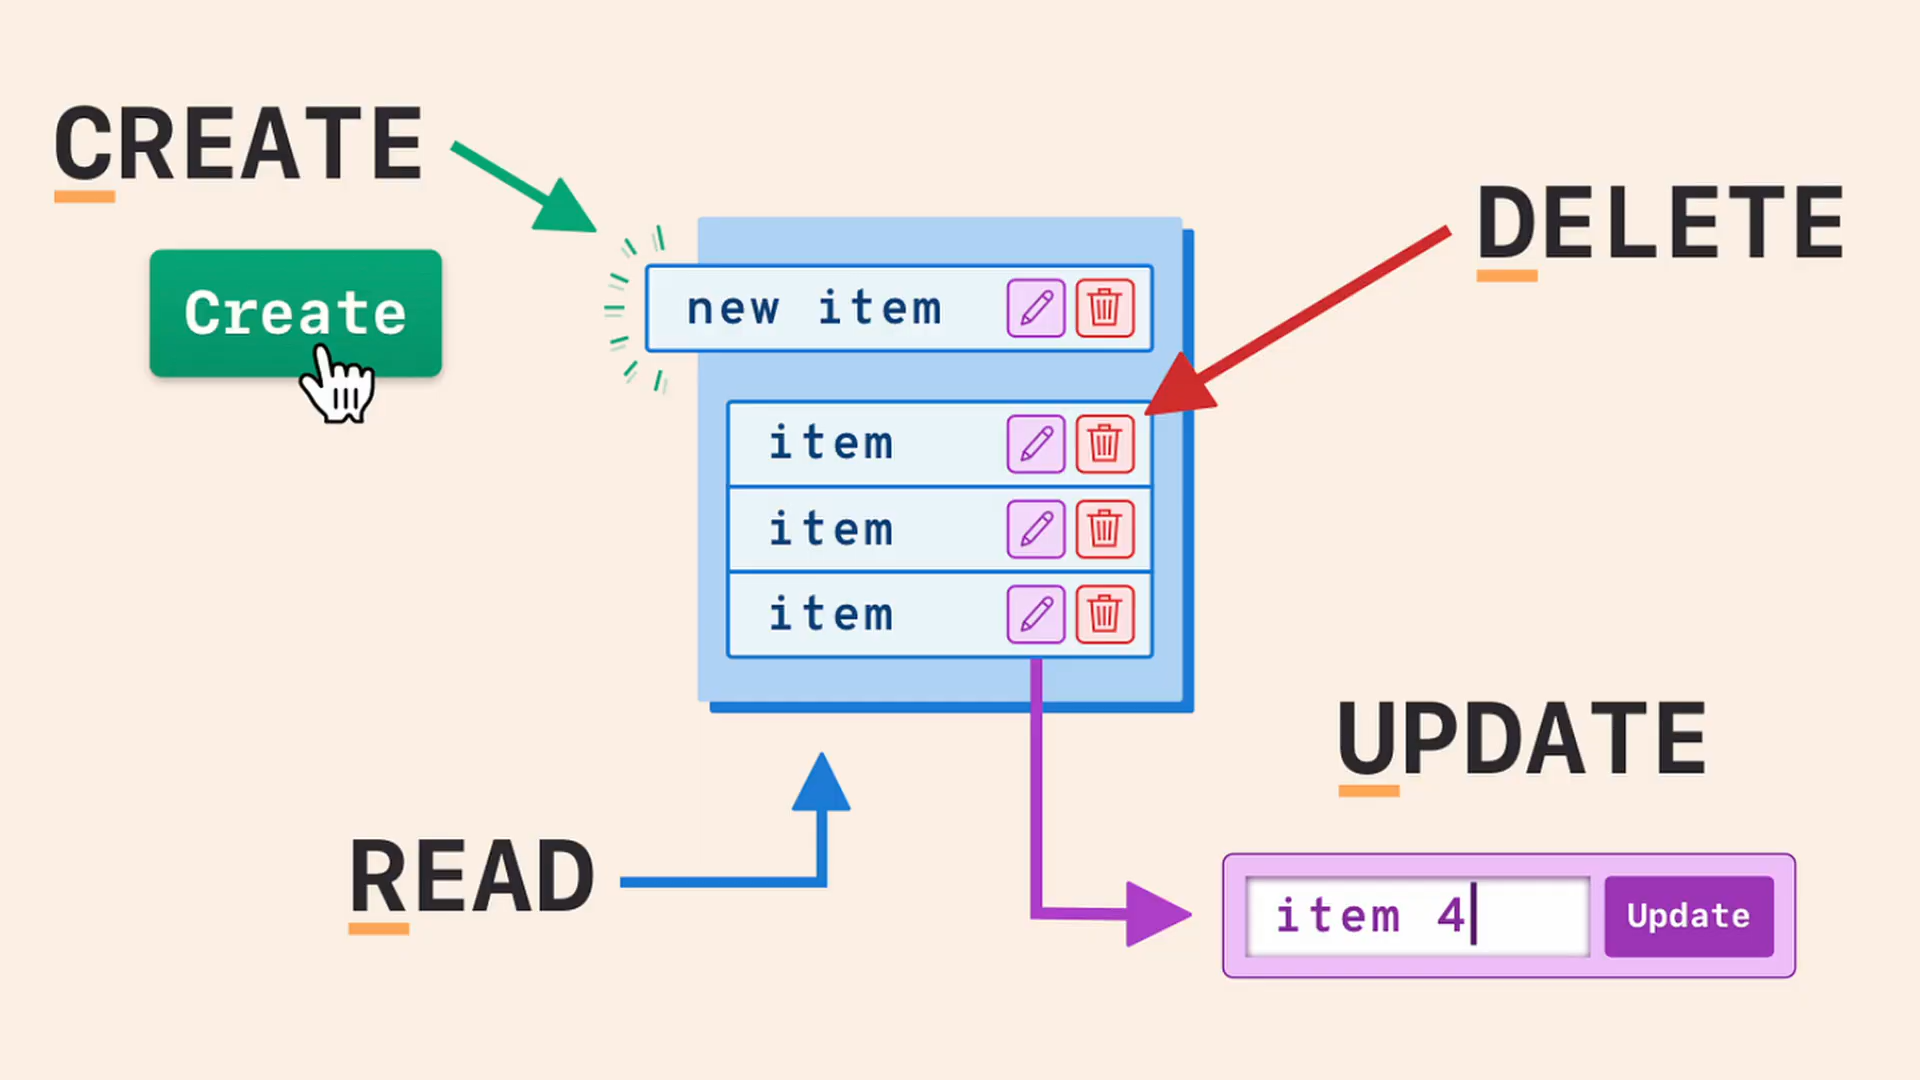 CREATE
Create
DELETE
new item
item
item
item
UPDATE
READ
item 4
Update